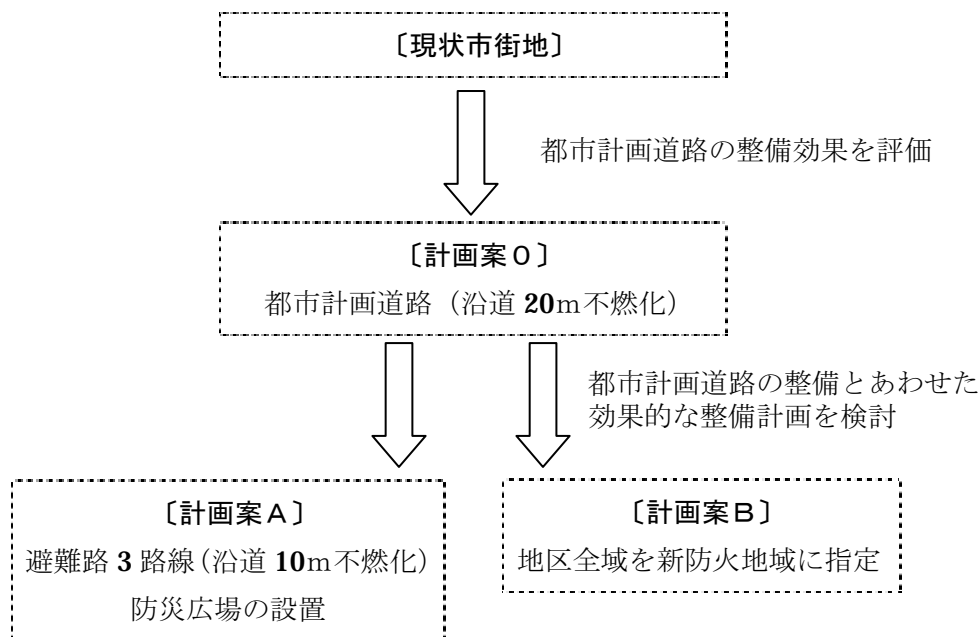 〔現状市街地〕
都市計画道路の整備効果を評価
〔計画案０〕
都市計画道路（沿道 20m不燃化）
都市計画道路の整備とあわせた
効果的な整備計画を検討
〔計画案Ａ〕
避難路 3 路線（沿道 10m不燃化）
防災広場の設置
〔計画案Ｂ〕
地区全域を新防火地域に指定